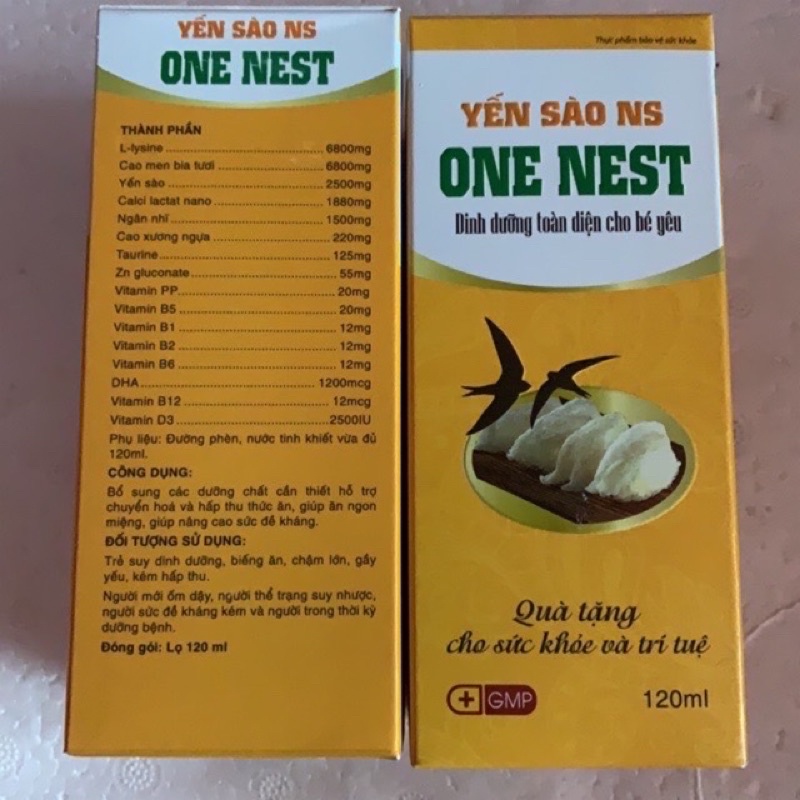 YẾN SÀO NS
ONE NEST
THÀNH PHẦN
L-lysine 6800mg
Cao men bia tươi 6800mg
Yến sào 2500mg
Calci lactat nano 1880mg
Ngân nhĩ 1500mg
Cao xương ngựa 220mg
Taurine 125mg
Zn gluconate 55mg
Vitamin PP 20mg
Vitamin B5 20mg
Vitamin B1 12mg
Vitamin B2 12mg
Vitamin B6 12mg
DHA 1200mcg
Vitamin B12 12mcg
Vitamin D3 2500IU
Phụ liệu: Đường phèn, nước tinh khiết vừa đủ
120ml.
CÔNG DỤNG:
Bổ sung các dưỡng chất cần thiết hỗ trợ
chuyển hoá và hấp thu thức ăn, giúp ăn ngon
miệng, giúp nâng cao sức đề kháng.
ĐỐI TƯỢNG SỬ DỤNG:
Trẻ suy dinh dưỡng, biếng ăn, chậm lớn, gầy
yếu, kém hấp thu.
Người mới ốm dậy, người thể trạng suy nhược,
người sức đề kháng kém và người trong thời kỳ
dưỡng bệnh.
Đóng gói: Lọ 120 ml
Thực phẩm bảo vệ sức khỏe
YẾN SÀO NS
ONE NEST
Dinh dưỡng toàn diện cho bé yêu
Quà tặng
cho sức khỏe và trí tuệ
GMP
120ml